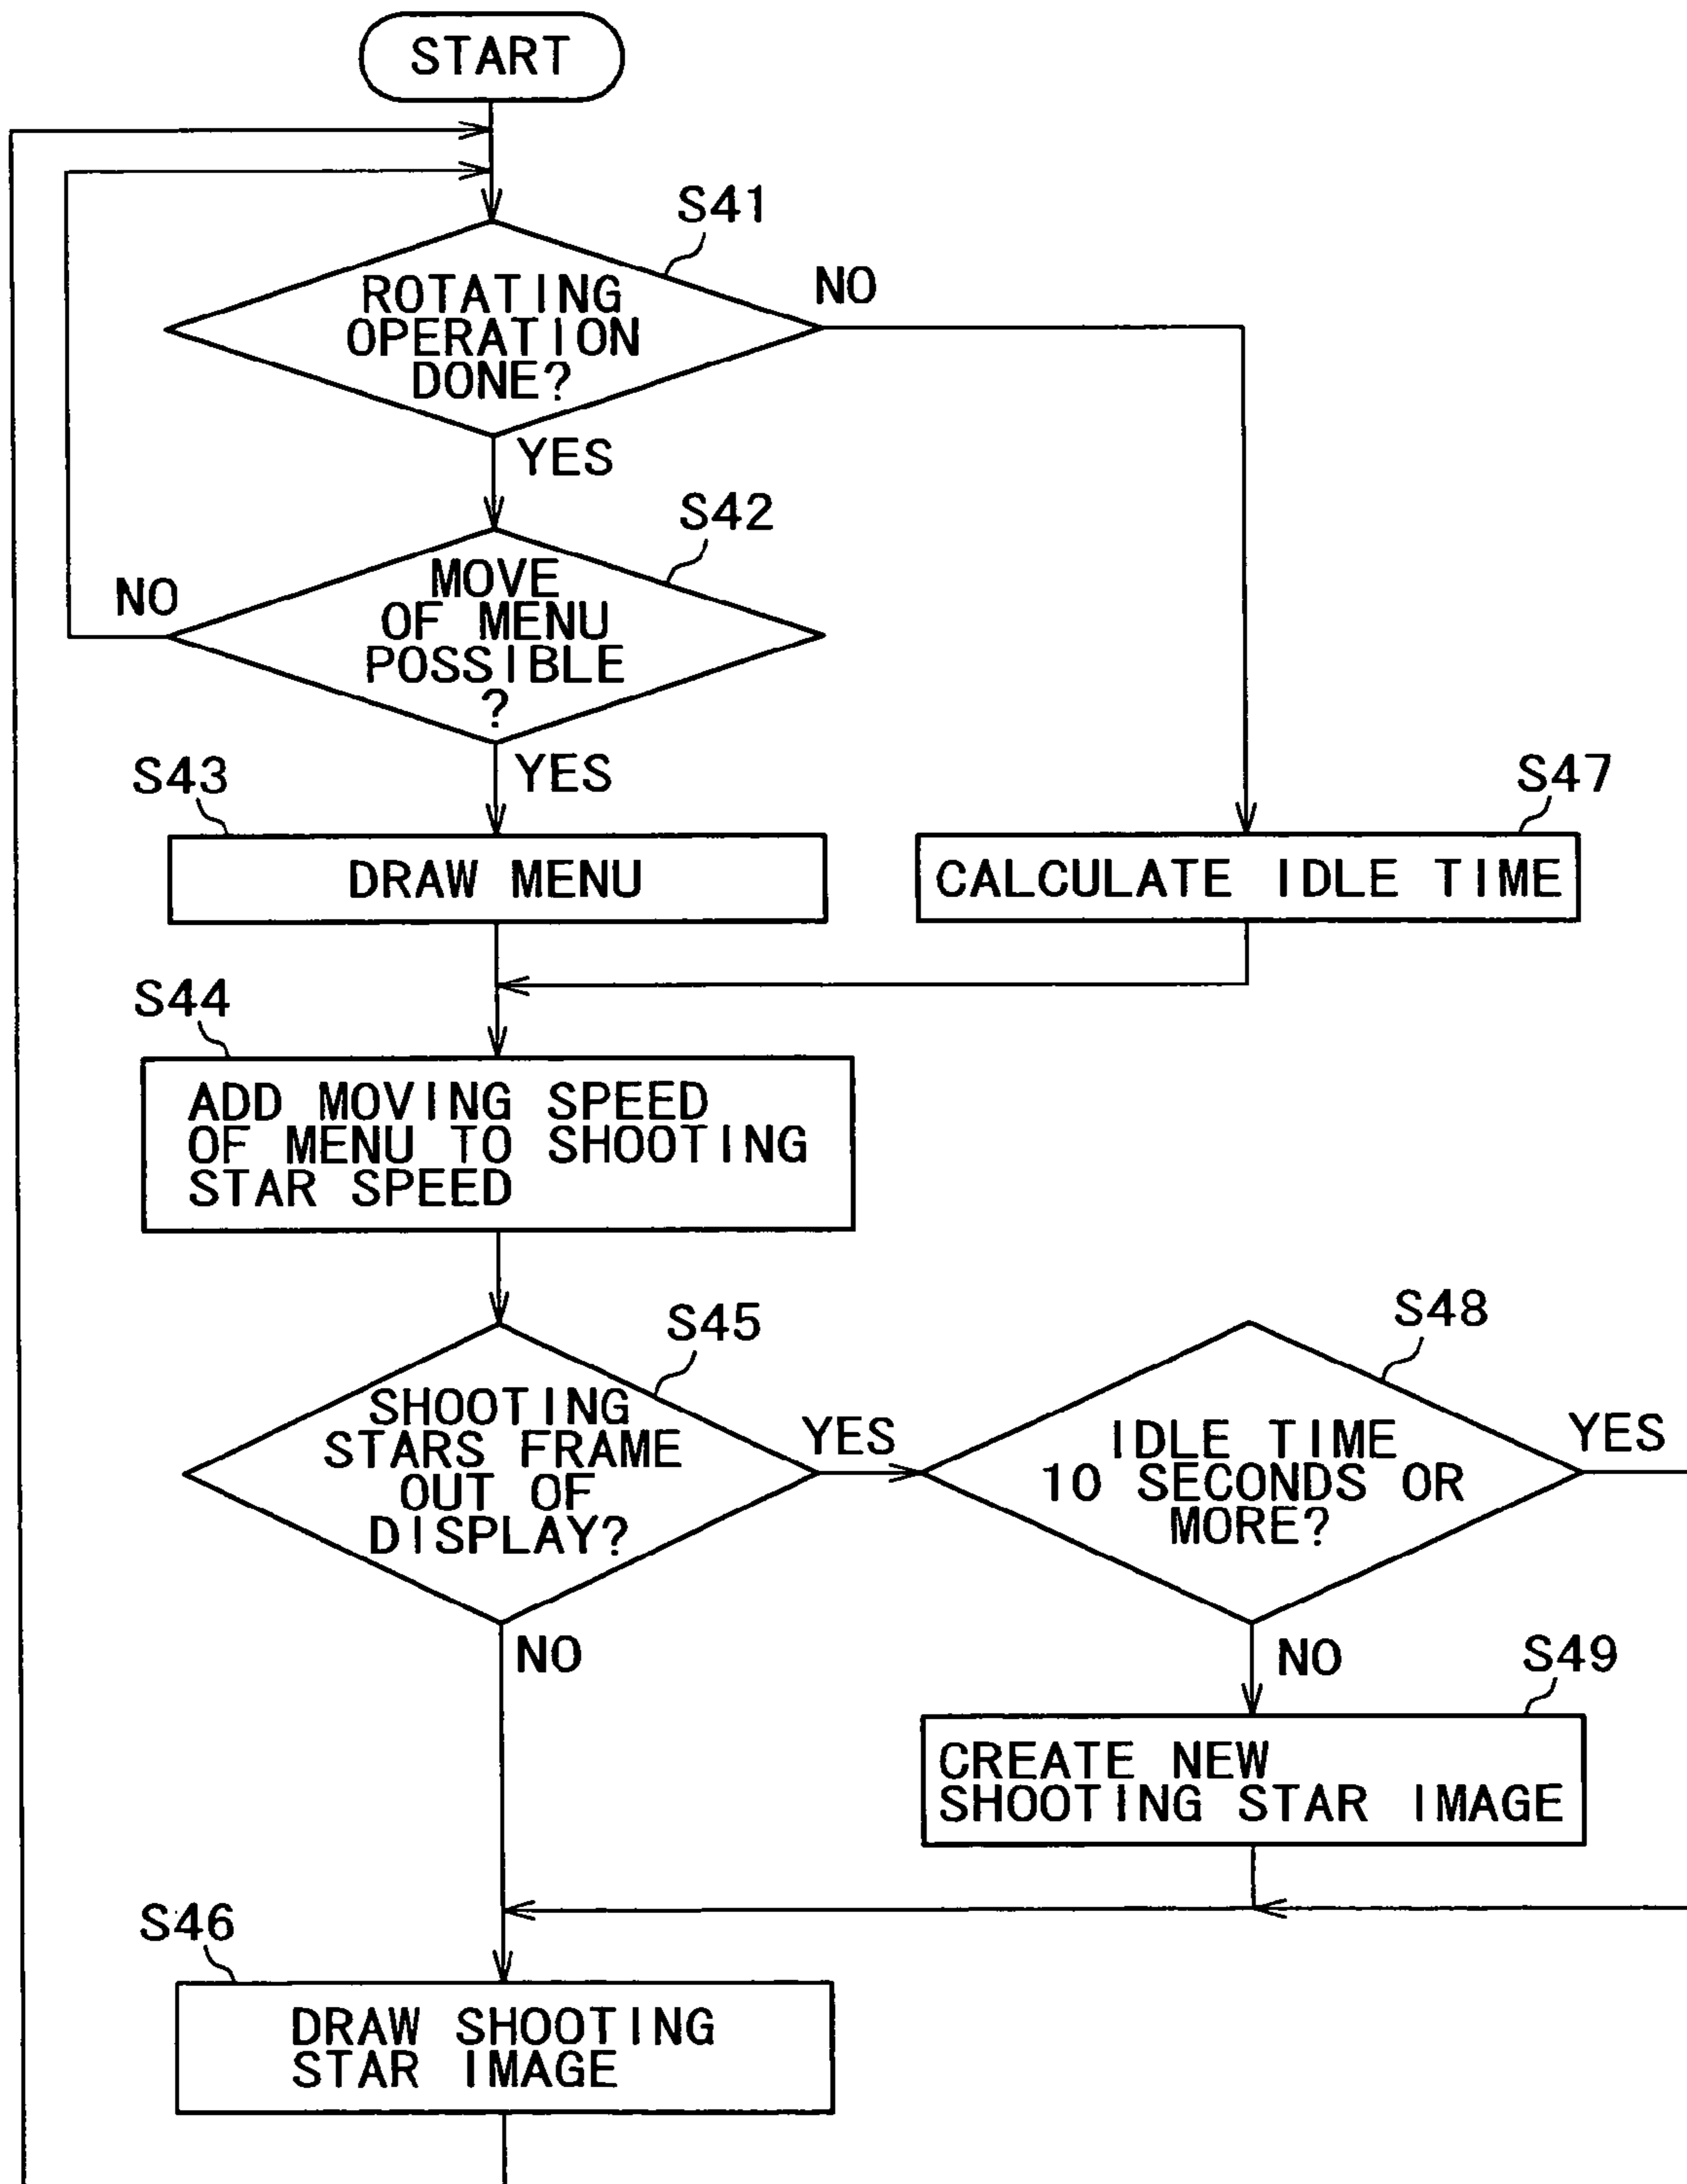 START
S41
ROTATING
OPERATION
DONE?
NO
YES
S42
MOVE
OF MENU
POSSIBLE
?
NO
YES
S43
DRAW MENU
S47
CALCULATE IDLE TIME
S44
ADD MOVING SPEED
OF MENU TO SHOOTING
STAR SPEED
S45
SHOOTING
STARS FRAME
OUT OF
DISPLAY?
YES
NO
S48
IDLE TIME
10 SECONDS OR
MORE?
YES
NO
S49
CREATE NEW
SHOOTING STAR IMAGE
S46
DRAW SHOOTING
STAR IMAGE